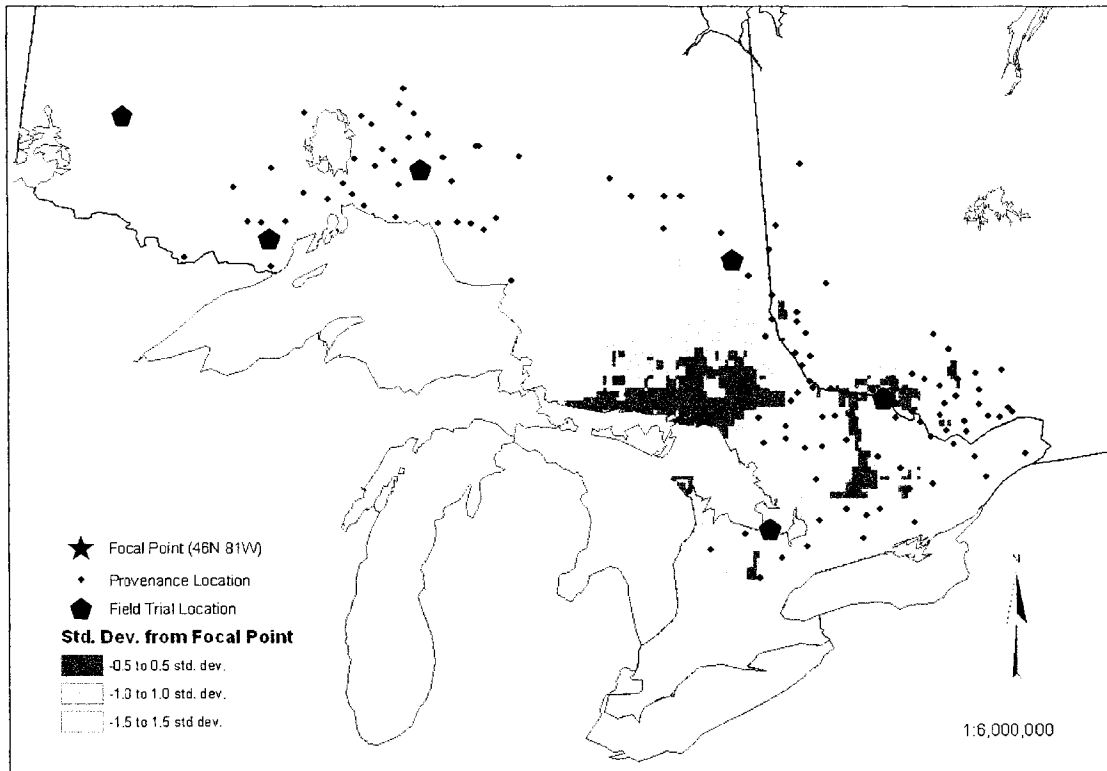 Focal Point (46N 81W)
Provenance Location
Field Trial Location
Std. Dev. from Focal Point
-0.5 to 0.5 std. dev.
-1.0 to 1.0 std. dev.
-1.5 to 1.5 std dev.
N
1:6,000,000